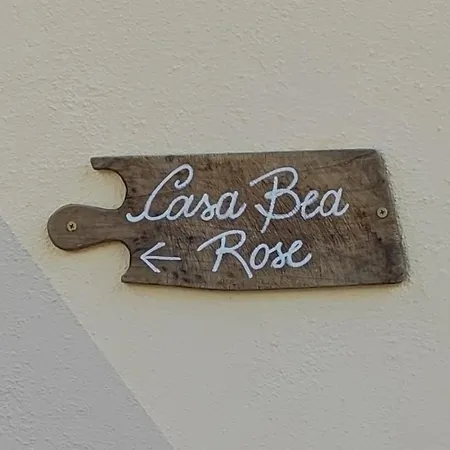 Casa Bea
← Rose